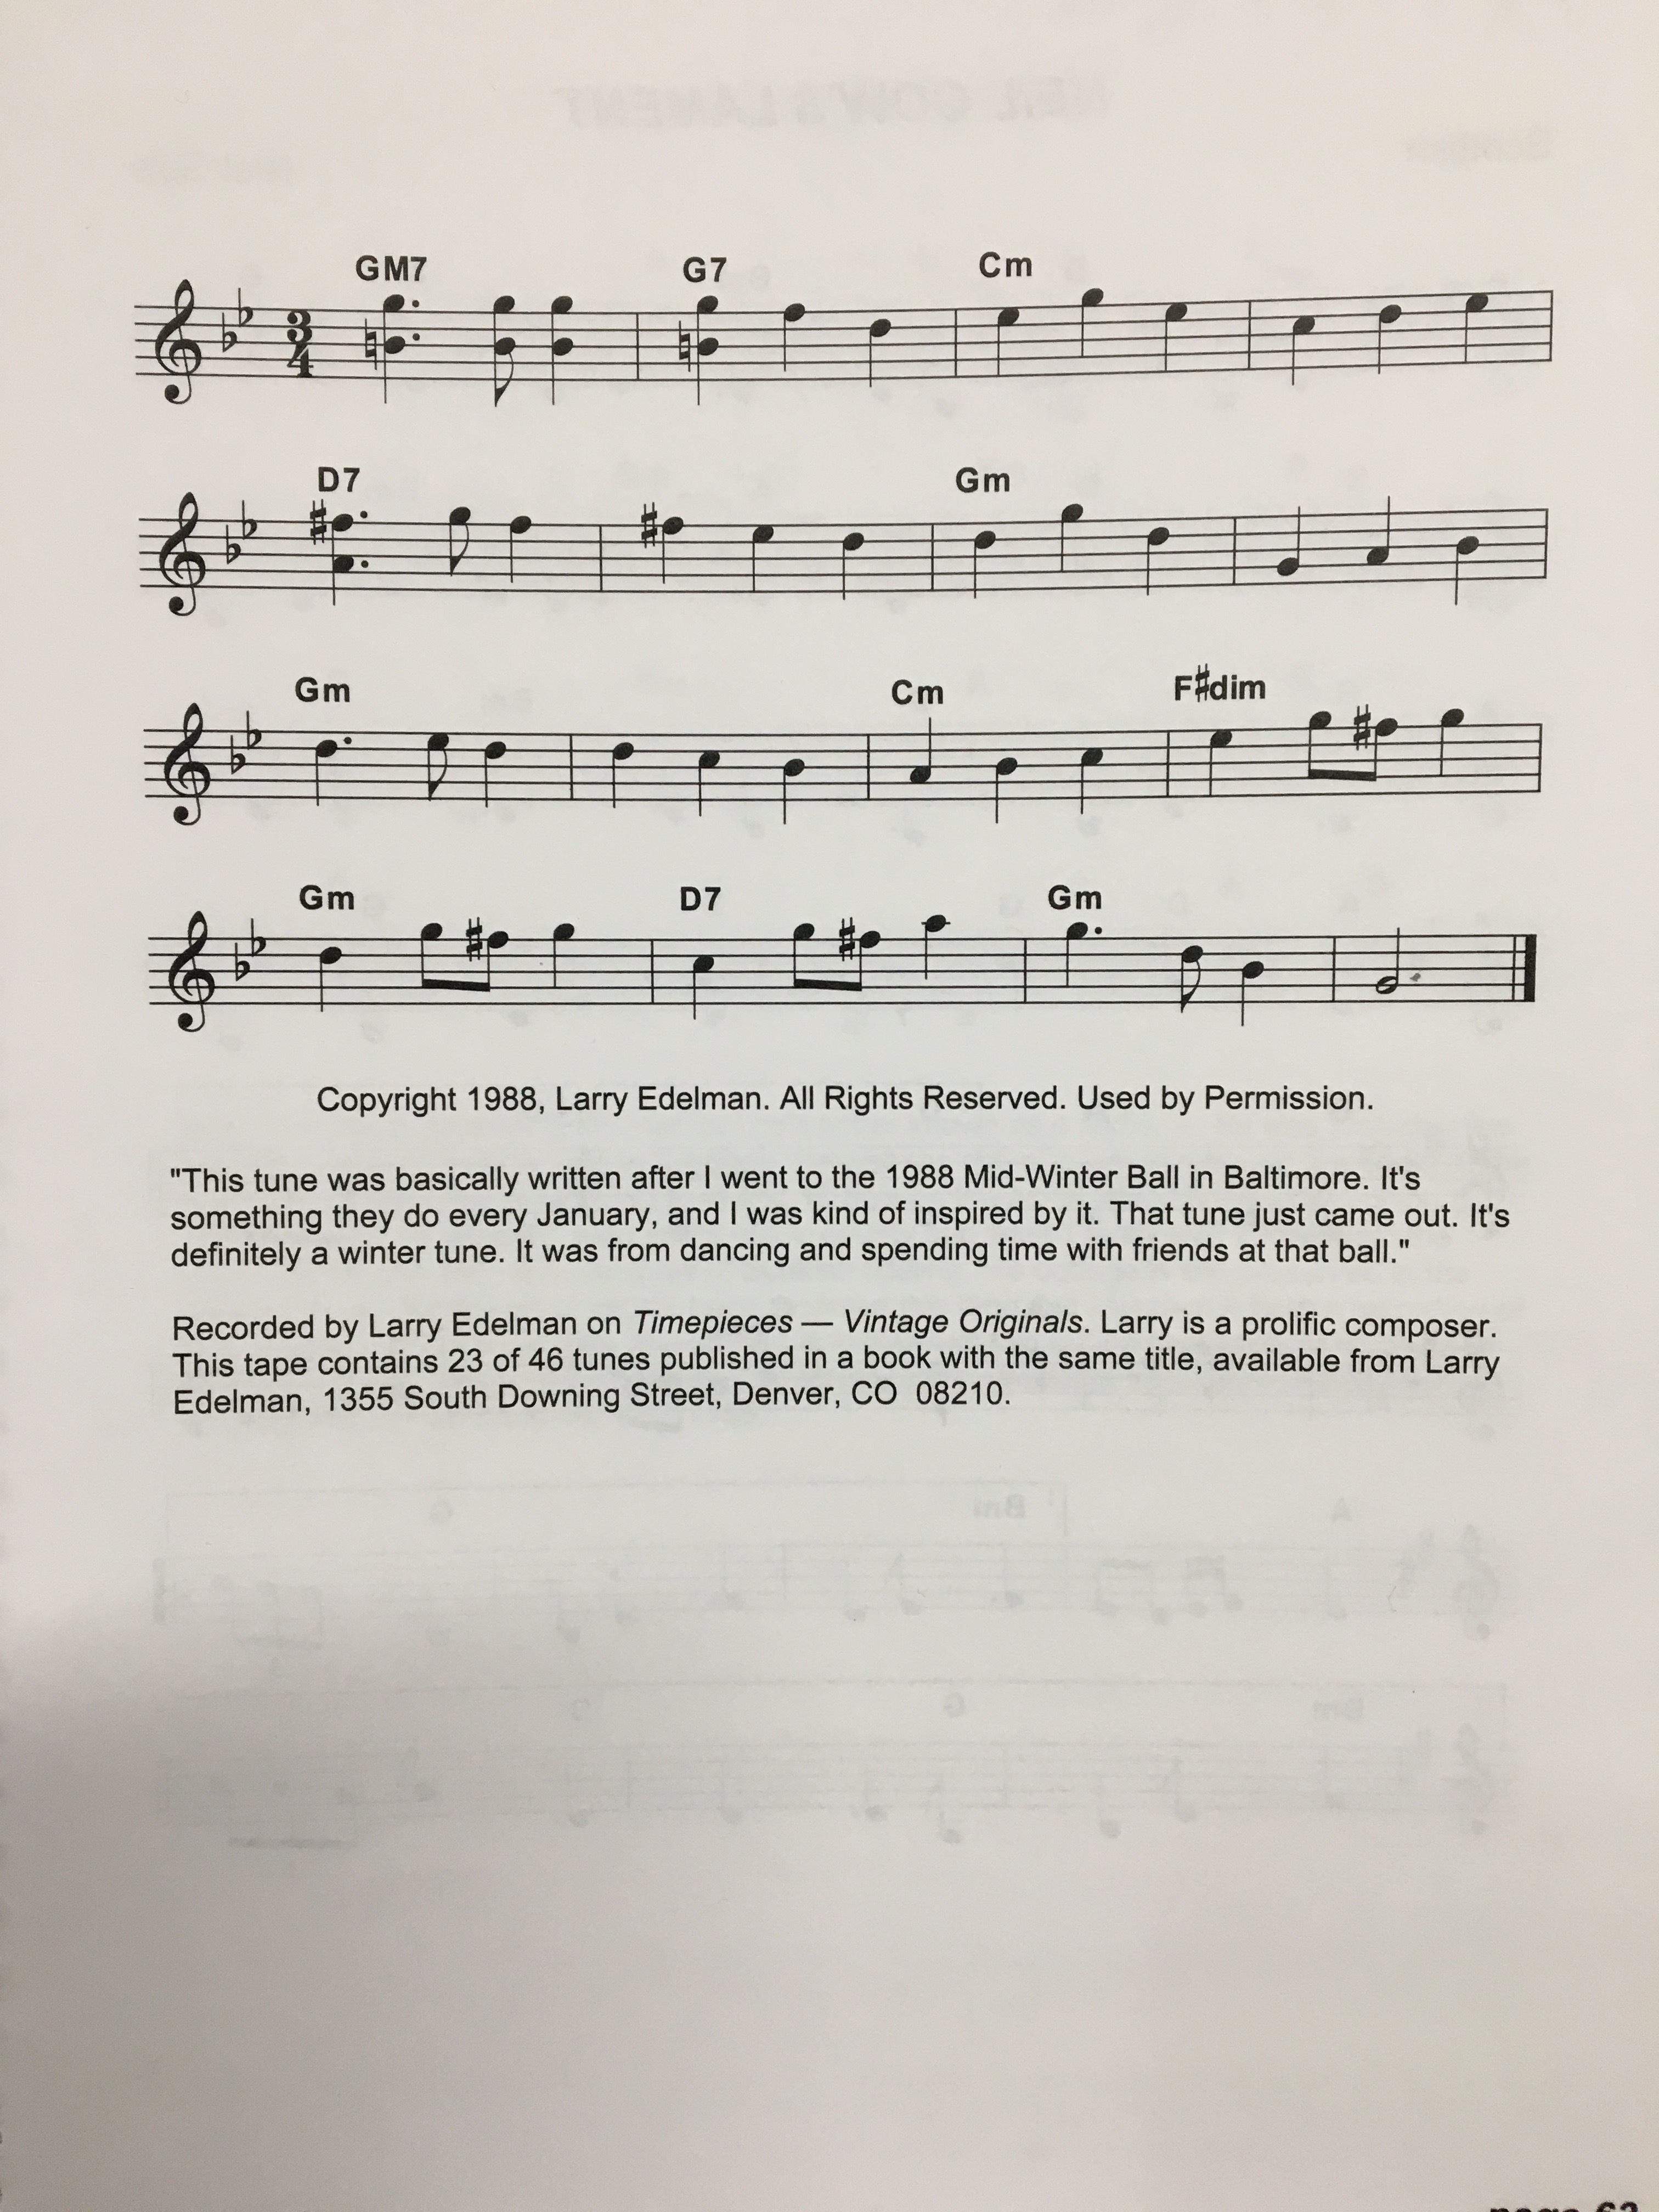 GM7 G7 Cm
3
4
D7 Gm
Gm Cm F♯dim
Gm D7 Gm
Copyright 1988, Larry Edelman. All Rights Reserved. Used by Permission.
"This tune was basically written after I went to the 1988 Mid-Winter Ball in Baltimore. It's
something they do every January, and I was kind of inspired by it. That tune just came out. It's
definitely a winter tune. It was from dancing and spending time with friends at that ball."
Recorded by Larry Edelman on Timepieces — Vintage Originals. Larry is a prolific composer.
This tape contains 23 of 46 tunes published in a book with the same title, available from Larry
Edelman, 1355 South Downing Street, Denver, CO 08210.